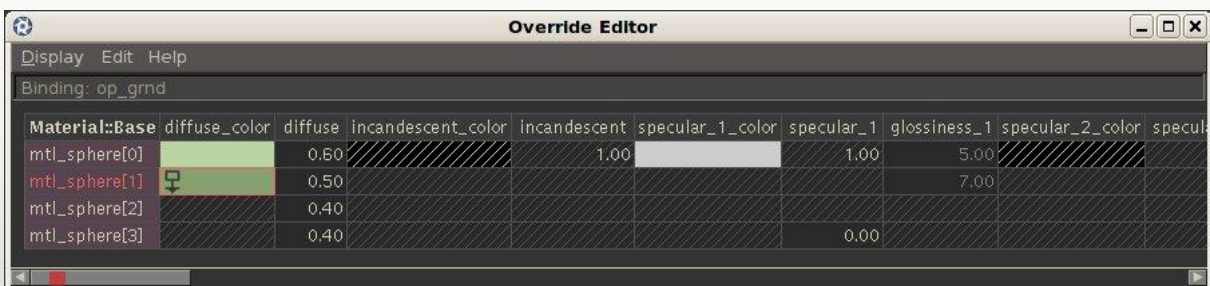 Override Editor
Display Edit Help
Binding: op_grnd
Material::Base diffuse_color diffuse incandescent_color incandescent specular_1_color specular_1 glossiness_1 specular_2_color specul
mtl_sphere[0] 0.60 1.00 1.00 5.00
mtl_sphere[1] 0.50 7.00
mtl_sphere[2] 0.40
mtl_sphere[3] 0.40 0.00